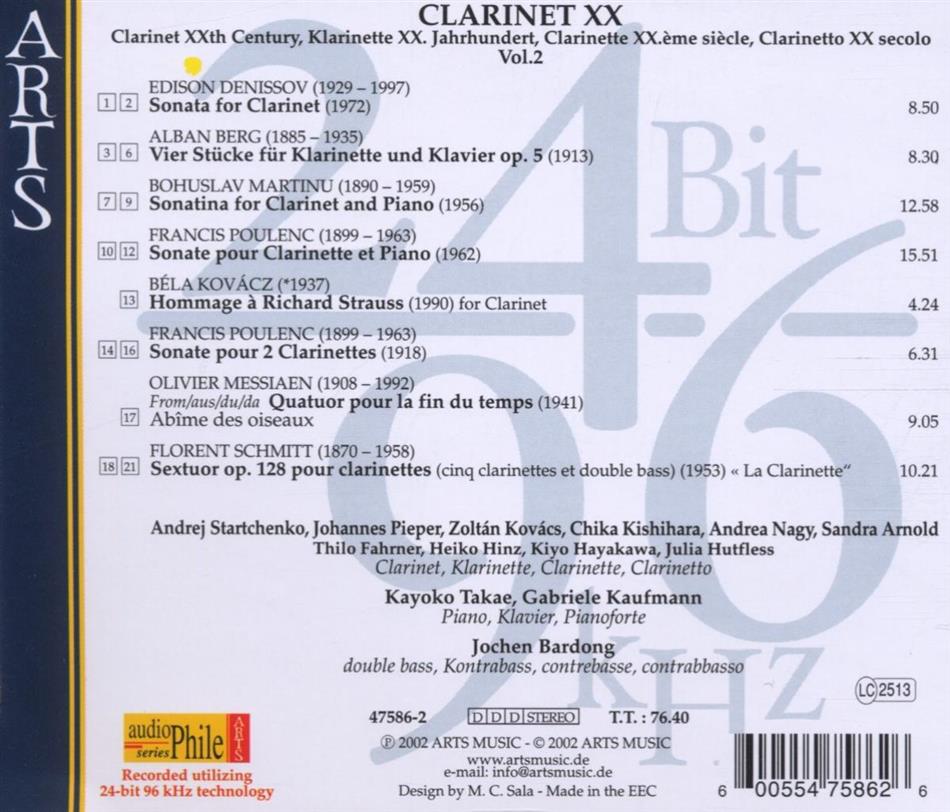 ARTS
CLARINET XX
Clarinet XXth Century, Klarinette XX. Jahrhundert, Clarinette XX.ème siècle, Clarinetto XX secolo
Vol.2
EDISON DENISSOV (1929 – 1997)
1 2 Sonata for Clarinet (1972) 8.50
ALBAN BERG (1885 – 1935)
3 6 Vier Stücke für Klarinette und Klavier op. 5 (1913) 8.30
BOHUSLAV MARTINU (1890 – 1959)
7 9 Sonatina for Clarinet and Piano (1956) 12.58
FRANCIS POULENC (1899 – 1963)
10 12 Sonate pour Clarinette et Piano (1962) 15.51
BÉLA KOVÁCZ (*1937)
13 Hommage à Richard Strauss (1990) for Clarinet 4.24
FRANCIS POULENC (1899 – 1963)
14 16 Sonate pour 2 Clarinettes (1918) 6.31
OLIVIER MESSIAEN (1908 – 1992)
From/aus/du/da Quatuor pour la fin du temps (1941)
17 Abîme des oiseaux 9.05
FLORENT SCHMITT (1870 – 1958)
18 21 Sextuor op. 128 pour clarinettes (cinq clarinettes et double bass) (1953) « La Clarinette“ 10.21
24 Bit
96 kHz
Andrej Startchenko, Johannes Pieper, Zoltán Kovács, Chika Kishihara, Andrea Nagy, Sandra Arnold
Thilo Fahrner, Heiko Hinz, Kiyo Hayakawa, Julia Hutfless
Clarinet, Klarinette, Clarinette, Clarinetto
Kayoko Takae, Gabriele Kaufmann
Piano, Klavier, Pianoforte
Jochen Bardong
double bass, Kontrabass, contrebasse, contrabbasso
LC 2513
47586-2 D D D STEREO T.T. : 76.40
audioPhile series ARTS
Recorded utilizing
24-bit 96 kHz technology
℗ 2002 ARTS MUSIC - © 2002 ARTS MUSIC
www.artsmusic.de
e-mail: info@artsmusic.de
Design by M. C. Sala - Made in the EEC
6 00554 75862 6